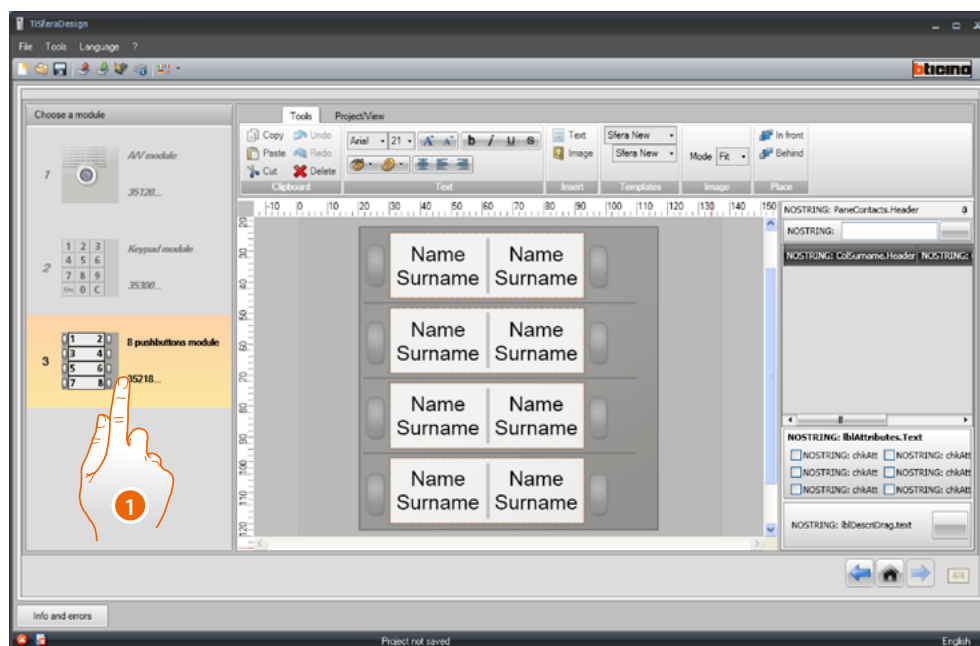 TiSferaDesign
File Tools Language ?
bticino
Choose a module
1
A/V module
35120...
2
1 2 3
4 5 6
7 8 9
0 C
Keypad module
35300...
3
1 2
3 4
5 6
7 8
8 pushbuttons module
35218...
1
Tools Project/View
Copy Undo
Paste Redo
Cut Delete
Clipboard
Arial 21 A A b / U S
Text
Text
Image
Insert
Sfera New
Sfera New
Templates
Mode Fit
Image
In front
Behind
Place
-10 0 10 20 30 40 50 60 70 80 90 100 110 120 130 140 150
20
30
40
50
60
70
80
90
100
110
120
Name Name
Surname Surname
Name Name
Surname Surname
Name Name
Surname Surname
Name Name
Surname Surname
NOSTRING: PaneContacts.Header
NOSTRING:
NOSTRING: ColSurname.Header NOSTRING:
NOSTRING: lblAttributes.Text
NOSTRING: chkAtt NOSTRING: chkAtt
NOSTRING: chkAtt NOSTRING: chkAtt
NOSTRING: chkAtt NOSTRING: chkAtt
NOSTRING: lblDescriDrag.text
4/4
Info and errors
Project not saved
English